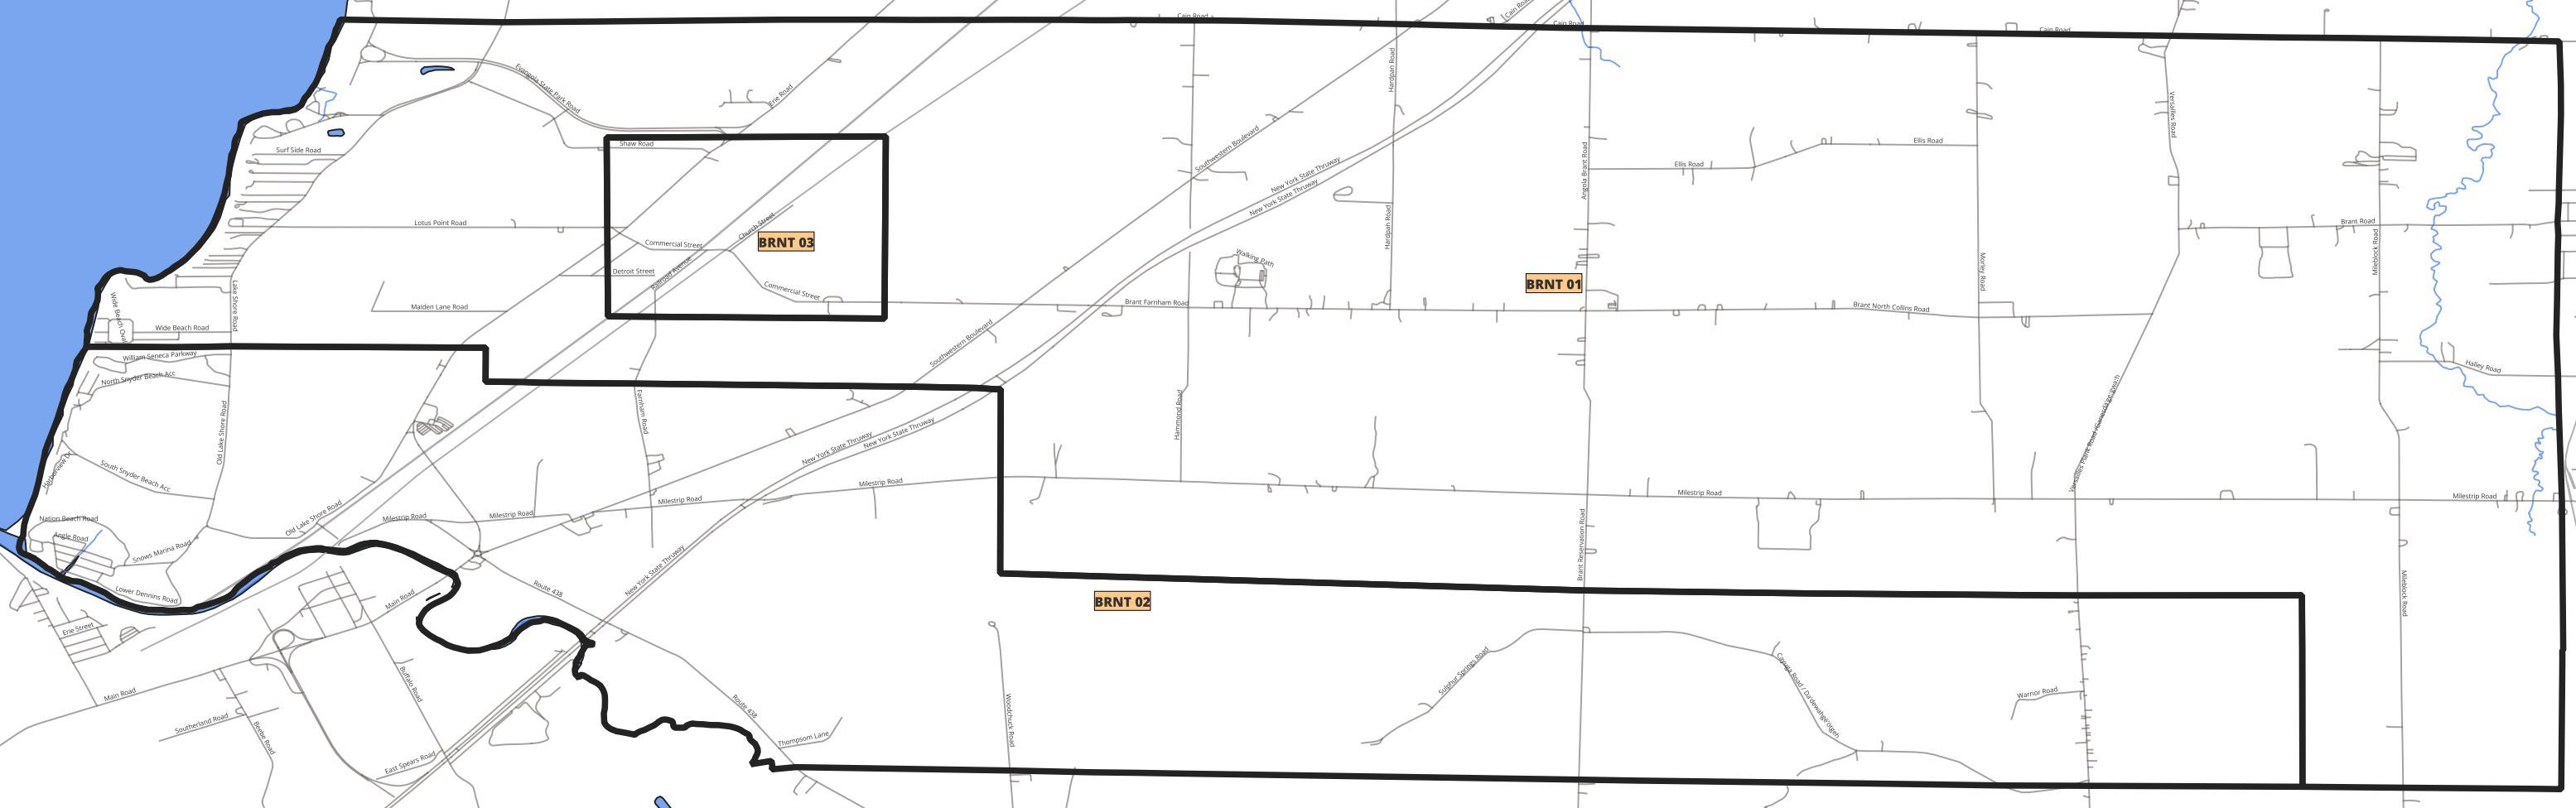 Cain Road
Cain Road
Cain Road
Cain Road
Evangola State Park Road
Erie Road
Hardpan Road
Versailles Road
Southwestern Boulevard
Shaw Road
Surf Side Road
Ellis Road
Ellis Road
New York State Thruway
New York State Thruway
Angola Brant Road
Lotus Point Road
Church Street
Commercial Street
BRNT 03
Hardpan Road
Brant Road
Mileblock Road
Walking Path
Detroit Street
Railroad Avenue
Morley Road
BRNT 01
Commercial Street
Lake Shore Road
Wide Beach Oval
Maiden Lane Road
Brant Farnham Road
Brant North Collins Road
Wide Beach Road
Southwestern Boulevard
William Seneca Parkway
North Snyder Beach Acc
Halley Road
Farnham Road
Hammond Road
Old Lake Shore Road
New York State Thruway
New York State Thruway
South Snyder Beach Acc
Milestrip Road
Milestrip Road
Milestrip Road
Milestrip Road
Milestrip Road
Milestrip Road
Old Lake Shore Road
Nation Beach Road
Angle Road
Snows Marina Road
Brant Reservation Road
New York State Thruway
Route 438
Lower Dennins Road
Main Road
BRNT 02
Mileblock Road
Erie Street
Sulphur Springs Road
Buffalo Road
Main Road
Warrior Road
Route 438
Woodchuck Road
Southerland Road
Beebe Road
Thompsom Lane
East Spears Road